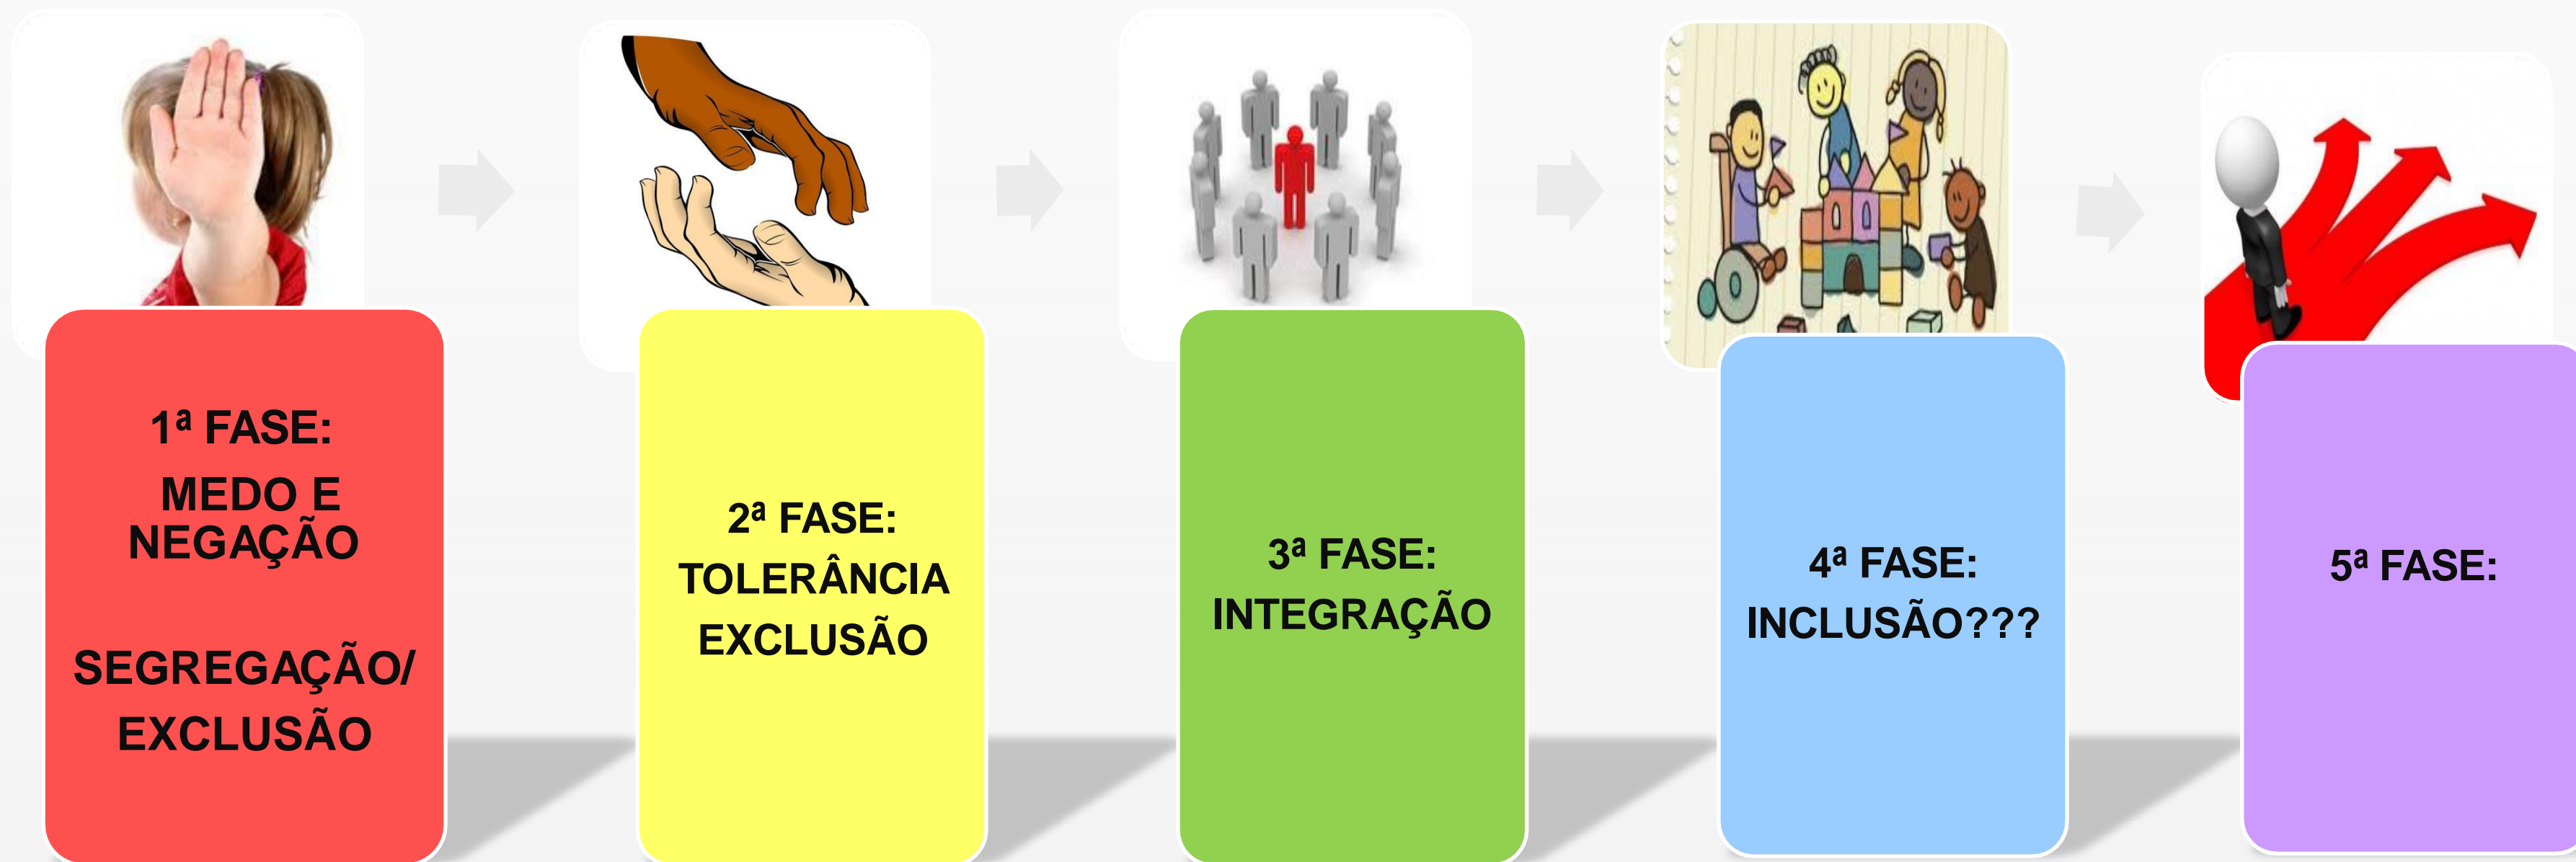 1ª FASE:
MEDO E
NEGAÇÃO
SEGREGAÇÃO/
EXCLUSÃO
2ª FASE:
TOLERÂNCIA
EXCLUSÃO
3ª FASE:
INTEGRAÇÃO
4ª FASE:
INCLUSÃO???
5ª FASE: